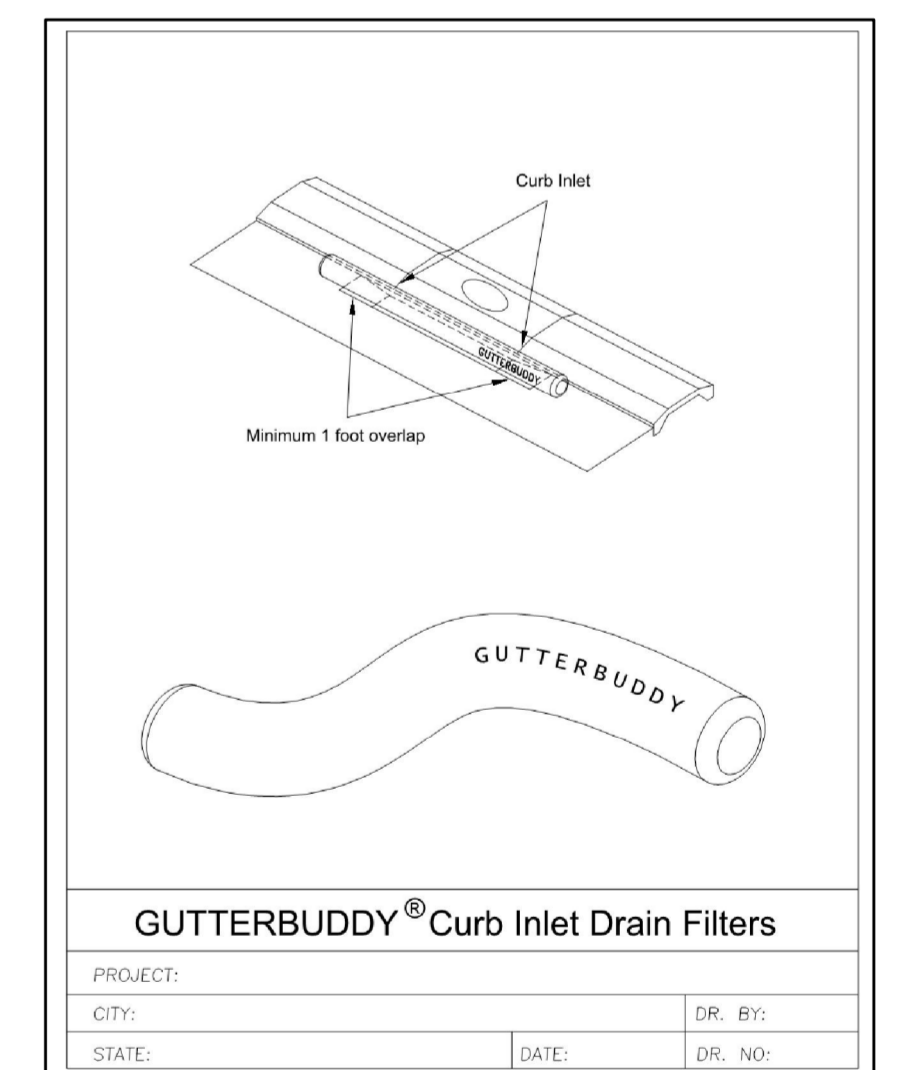 Curb Inlet
GUTTERBUDDY
Minimum 1 foot overlap
GUTTERBUDDY
GUTTERBUDDY® Curb Inlet Drain Filters
PROJECT:
CITY:
DR. BY:
STATE:
DATE:
DR. NO: